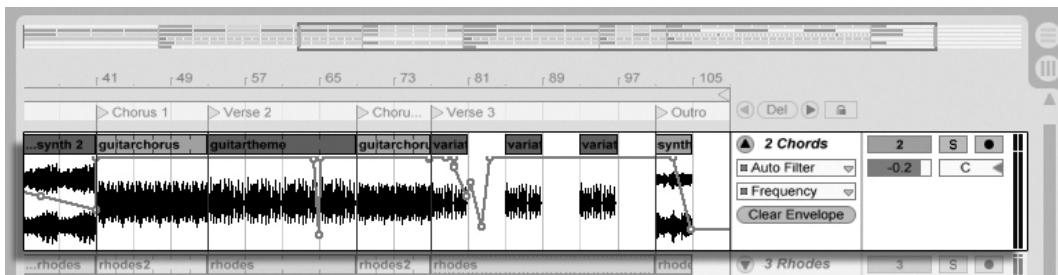 41 49 57 65 73 81 89 97 105
Chorus 1 Verse 2 Choru... Verse 3 Outro Del
...synth 2 guitarchorus guitartheme guitarchoru variat variat variat synth 2 Chords 2 S
Auto Filter -0.2 C
Frequency
Clear Envelope
...rhodes rhodes2 rhodes rhodes2 rhodes rhode 3 Rhodes 3 S